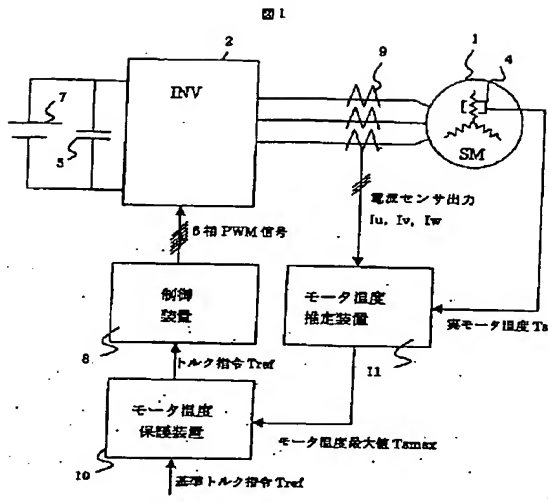 図1
2
9
1
4
INV
7
5
SM
電流センサ出力
Iu, Iv, Iw
6相 PWM 信号
制御
装置
モータ温度
推定装置
実モータ温度 Ts
8
トルク指令 Tref
11
モータ温度
保護装置
モータ温度最大値 Tsmax
10
基準トルク指令 Tref